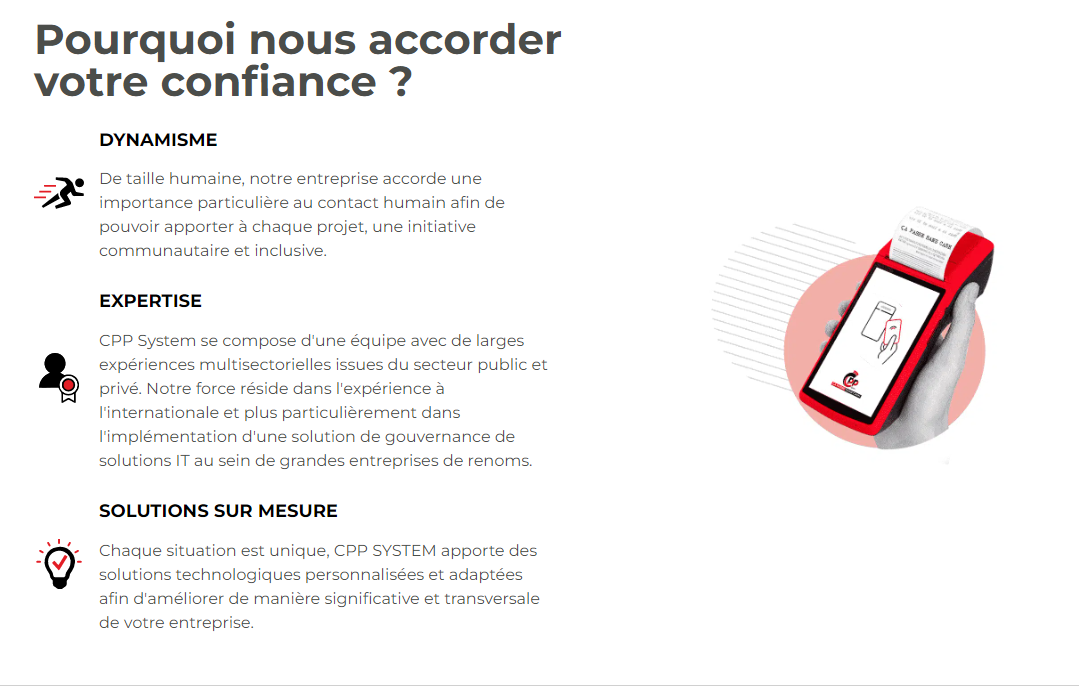 Pourquoi nous accorder
votre confiance ?
DYNAMISME
De taille humaine, notre entreprise accorde une
importance particulière au contact humain afin de
pouvoir apporter à chaque projet, une initiative
communautaire et inclusive.
EXPERTISE
CPP System se compose d'une équipe avec de larges
expériences multisectorielles issues du secteur public et
privé. Notre force réside dans l'expérience à
l'internationale et plus particulièrement dans
l'implémentation d'une solution de gouvernance de
solutions IT au sein de grandes entreprises de renoms.
SOLUTIONS SUR MESURE
Chaque situation est unique, CPP SYSTEM apporte des
solutions technologiques personnalisées et adaptées
afin d'améliorer de manière significative et transversale
de votre entreprise.